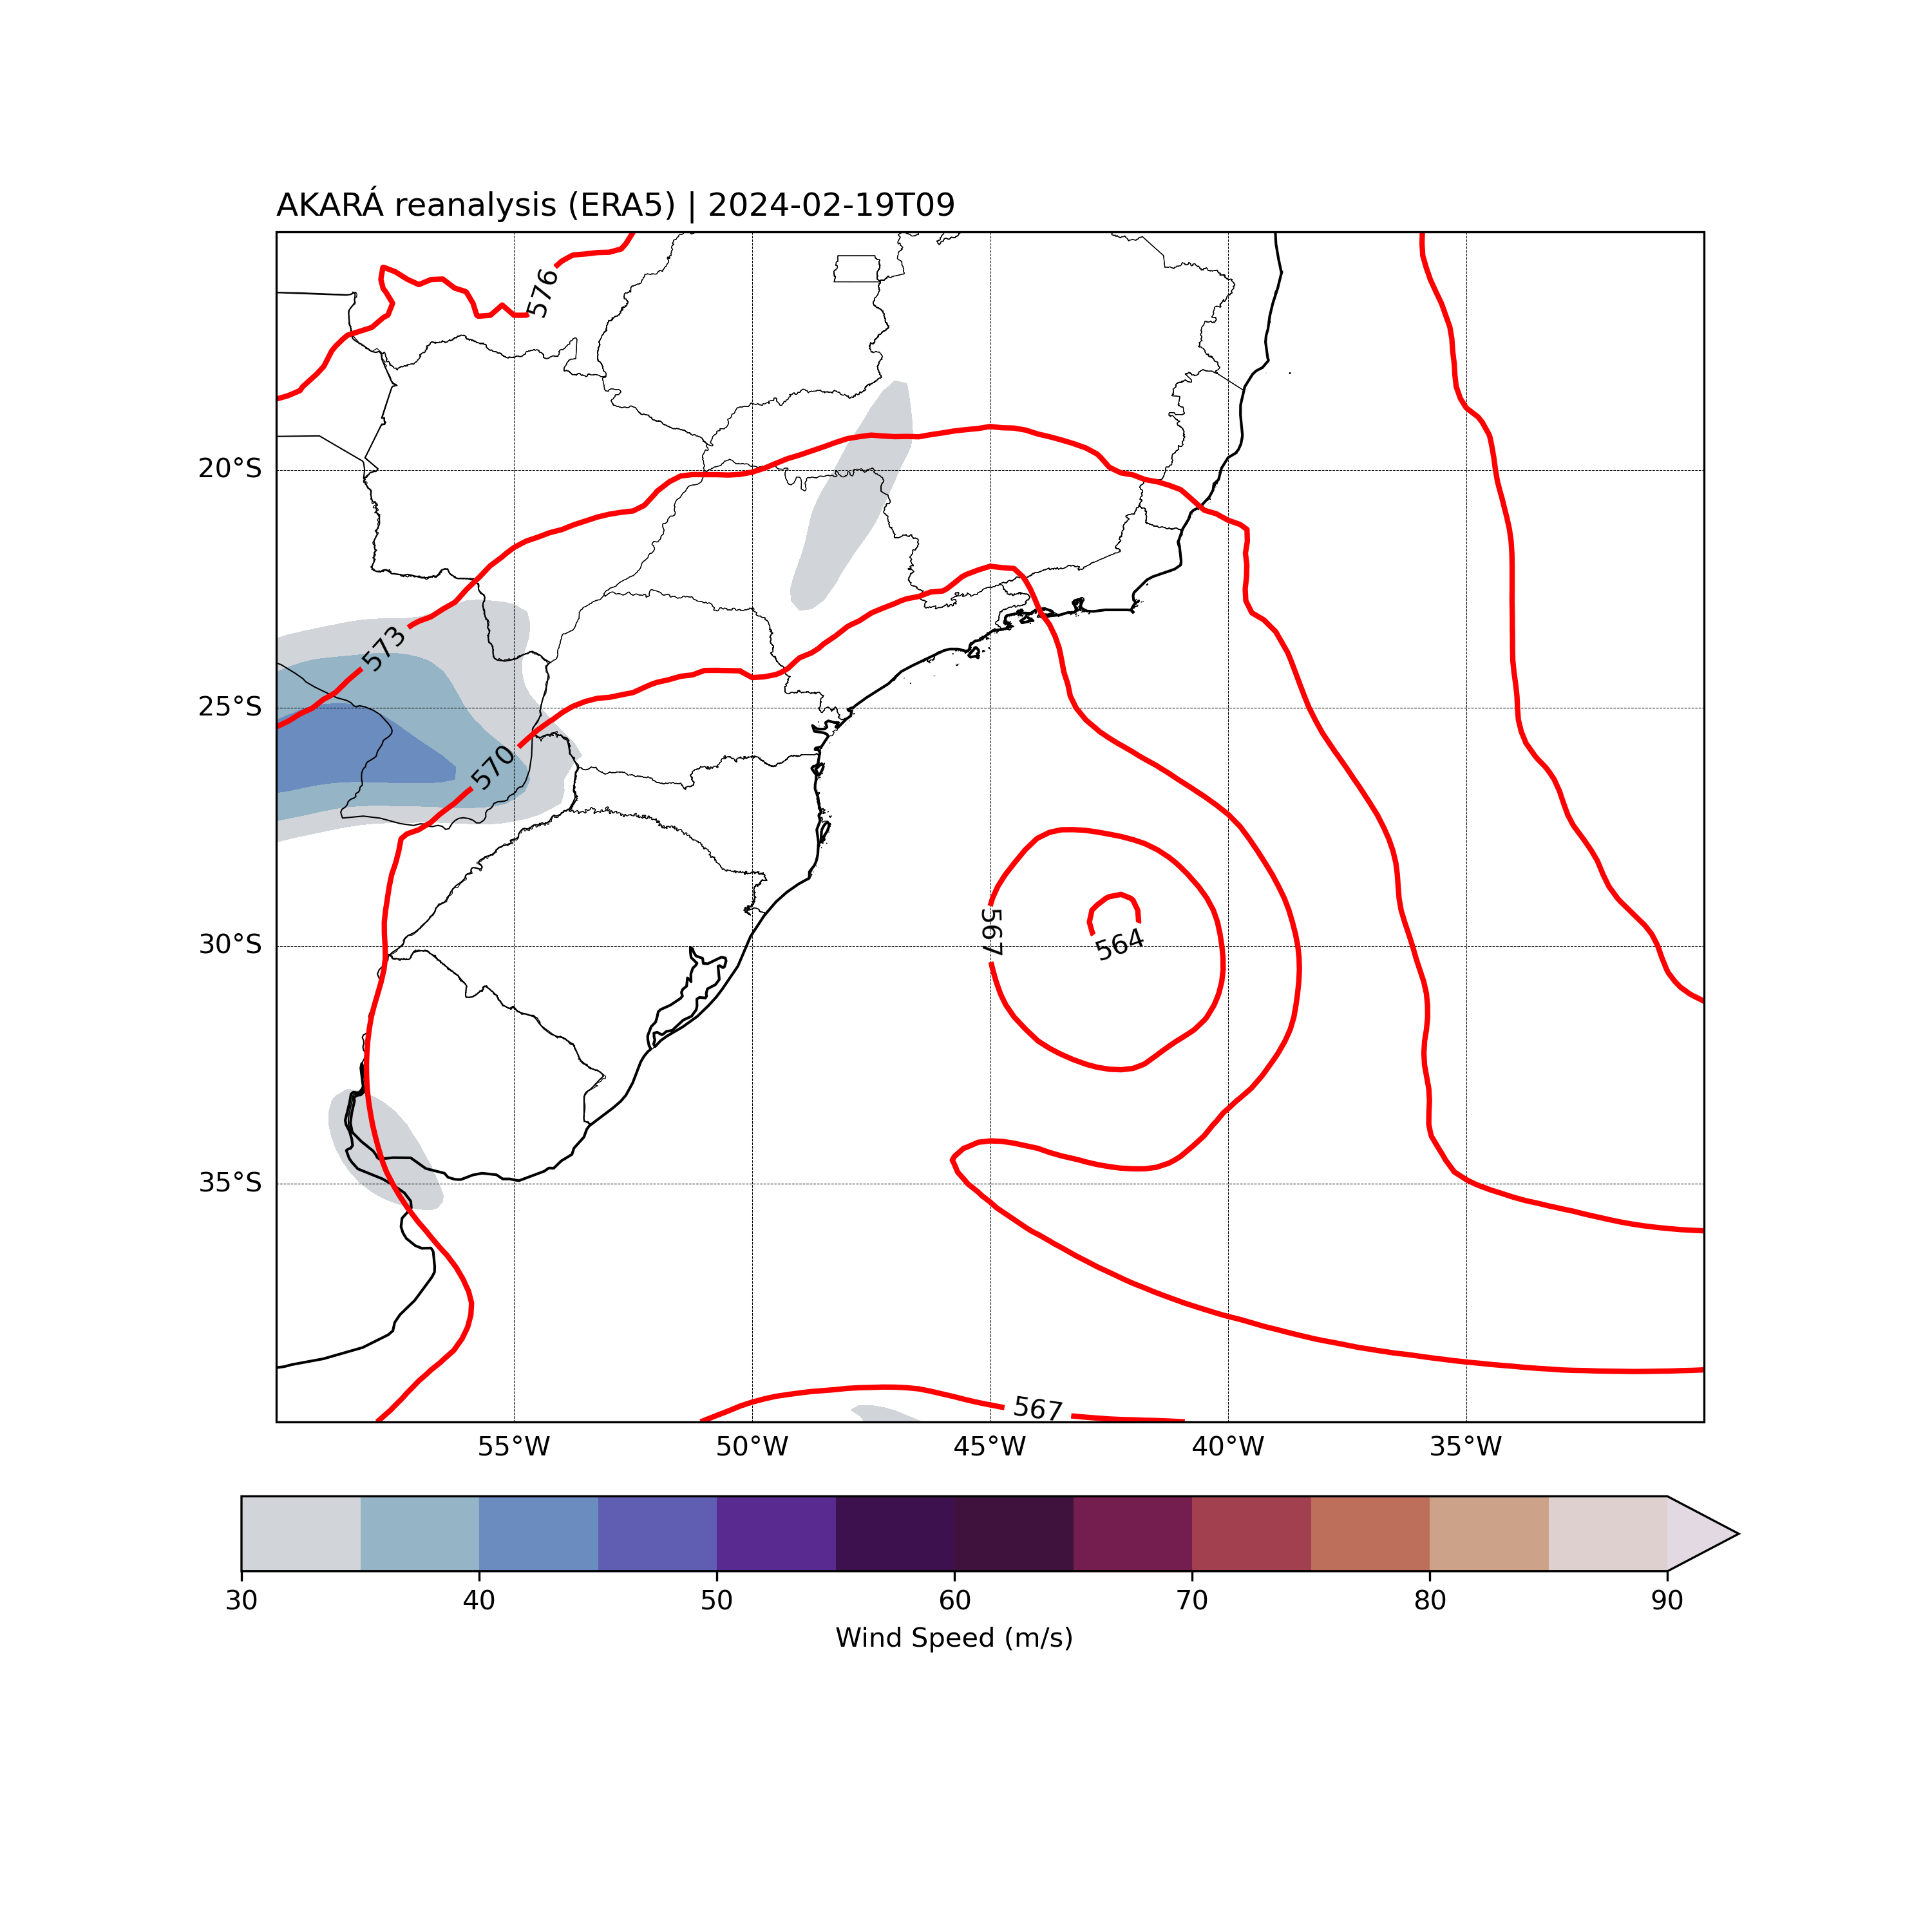 AKARÁ reanalysis (ERA5) | 2024-02-19T09
576
20°S
573
25°S
570
567
564
30°S
35°S
567
55°W 50°W 45°W 40°W 35°W
30 40 50 60 70 80 90
Wind Speed (m/s)